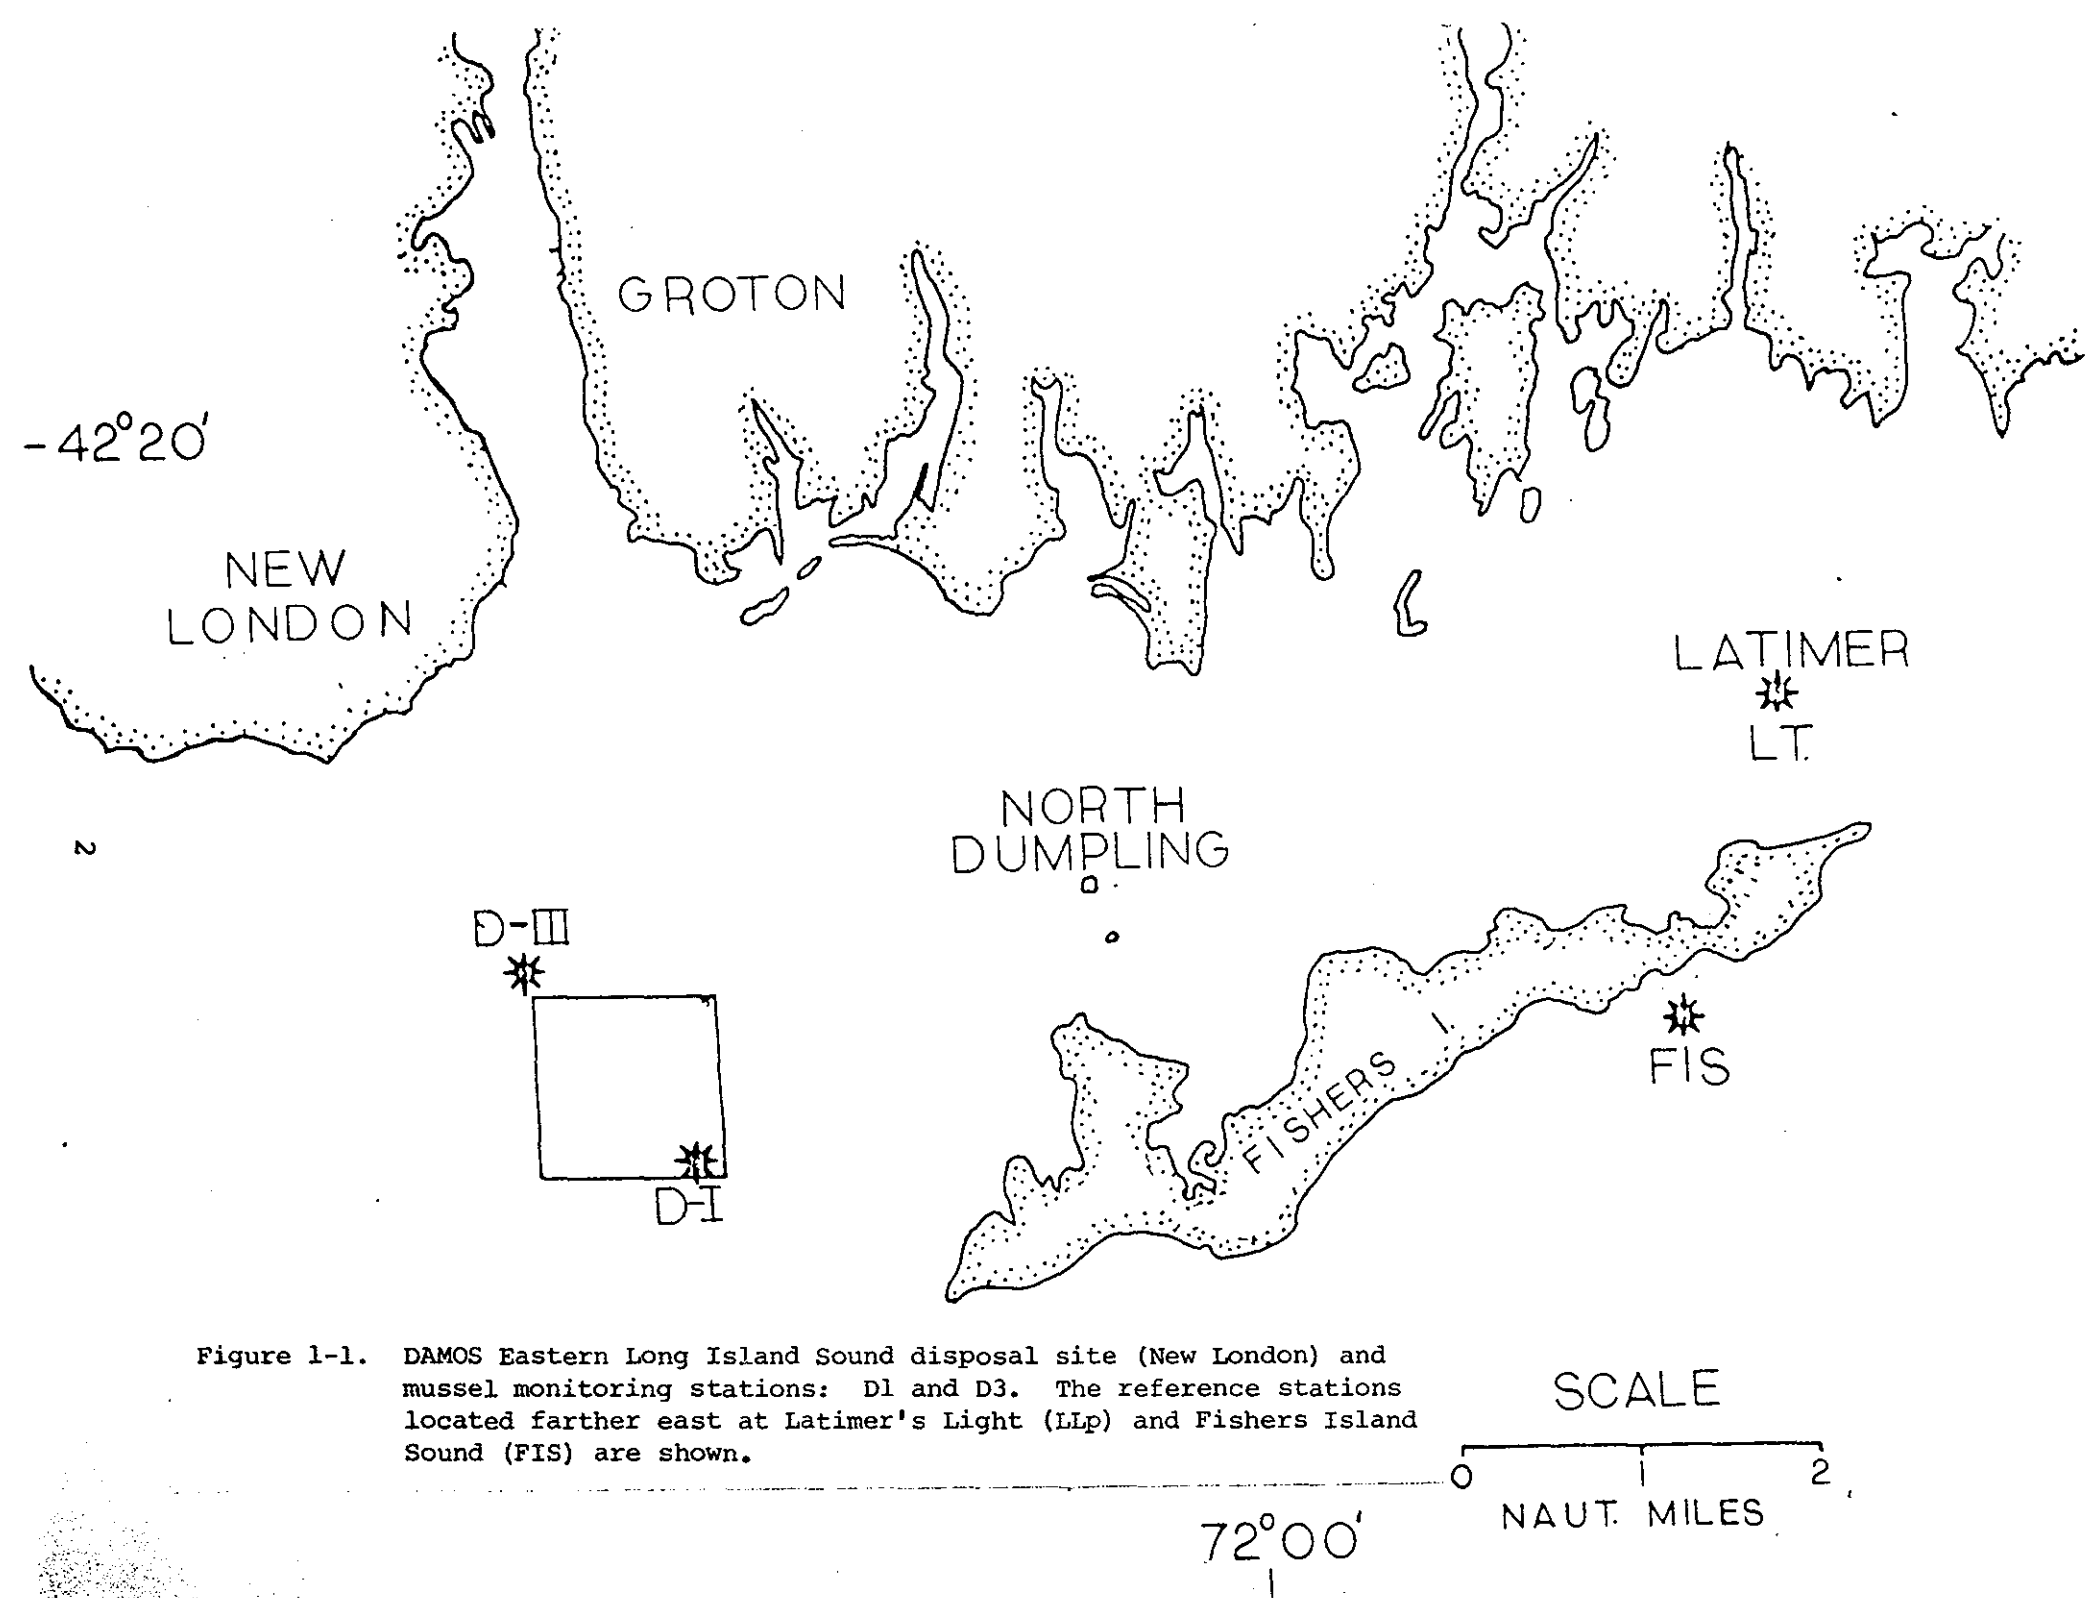 GROTON
-42°20'
NEW
LONDON
LATIMER
LT.
NORTH
DUMPLING
2
D-III
FIS
FISHERS
D-I
Figure 1-1. DAMOS Eastern Long Island Sound disposal site (New London) and
mussel monitoring stations: D1 and D3. The reference stations
located farther east at Latimer's Light (LLp) and Fishers Island
Sound (FIS) are shown.
SCALE
0 1 2
NAUT. MILES
72°00'